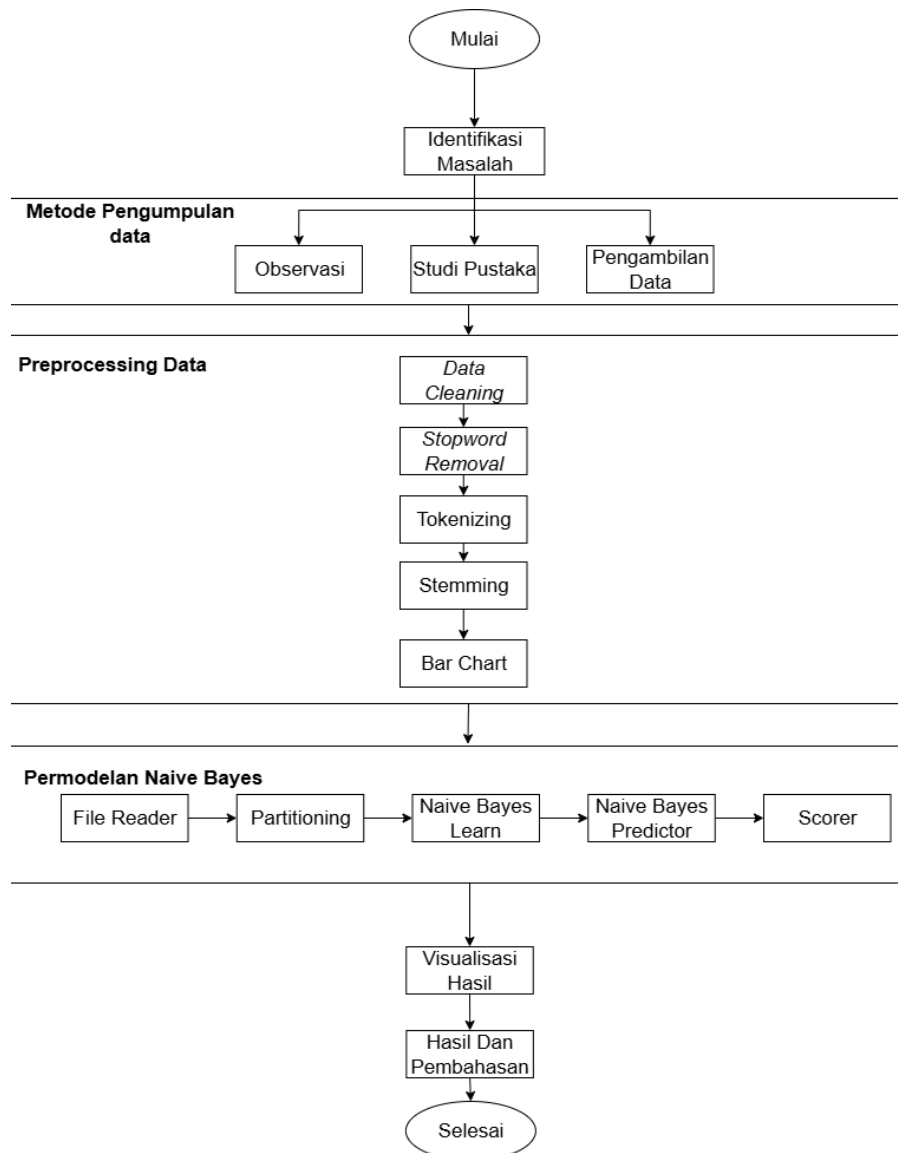 Mulai
Identifikasi
Masalah
Metode Pengumpulan
data
Observasi
Studi Pustaka
Pengambilan
Data
Preprocessing Data
Data
Cleaning
Stopword
Removal
Tokenizing
Stemming
Bar Chart
Permodelan Naive Bayes
File Reader
Partitioning
Naive Bayes
Learn
Naive Bayes
Predictor
Scorer
Visualisasi
Hasil
Hasil Dan
Pembahasan
Selesai